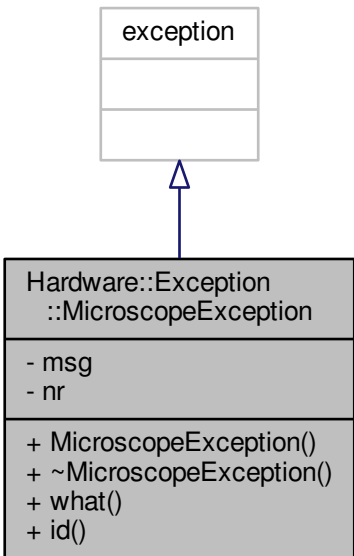 exception
Hardware::Exception
::MicroscopeException
- msg
- nr
+ MicroscopeException()
+ ~MicroscopeException()
+ what()
+ id()